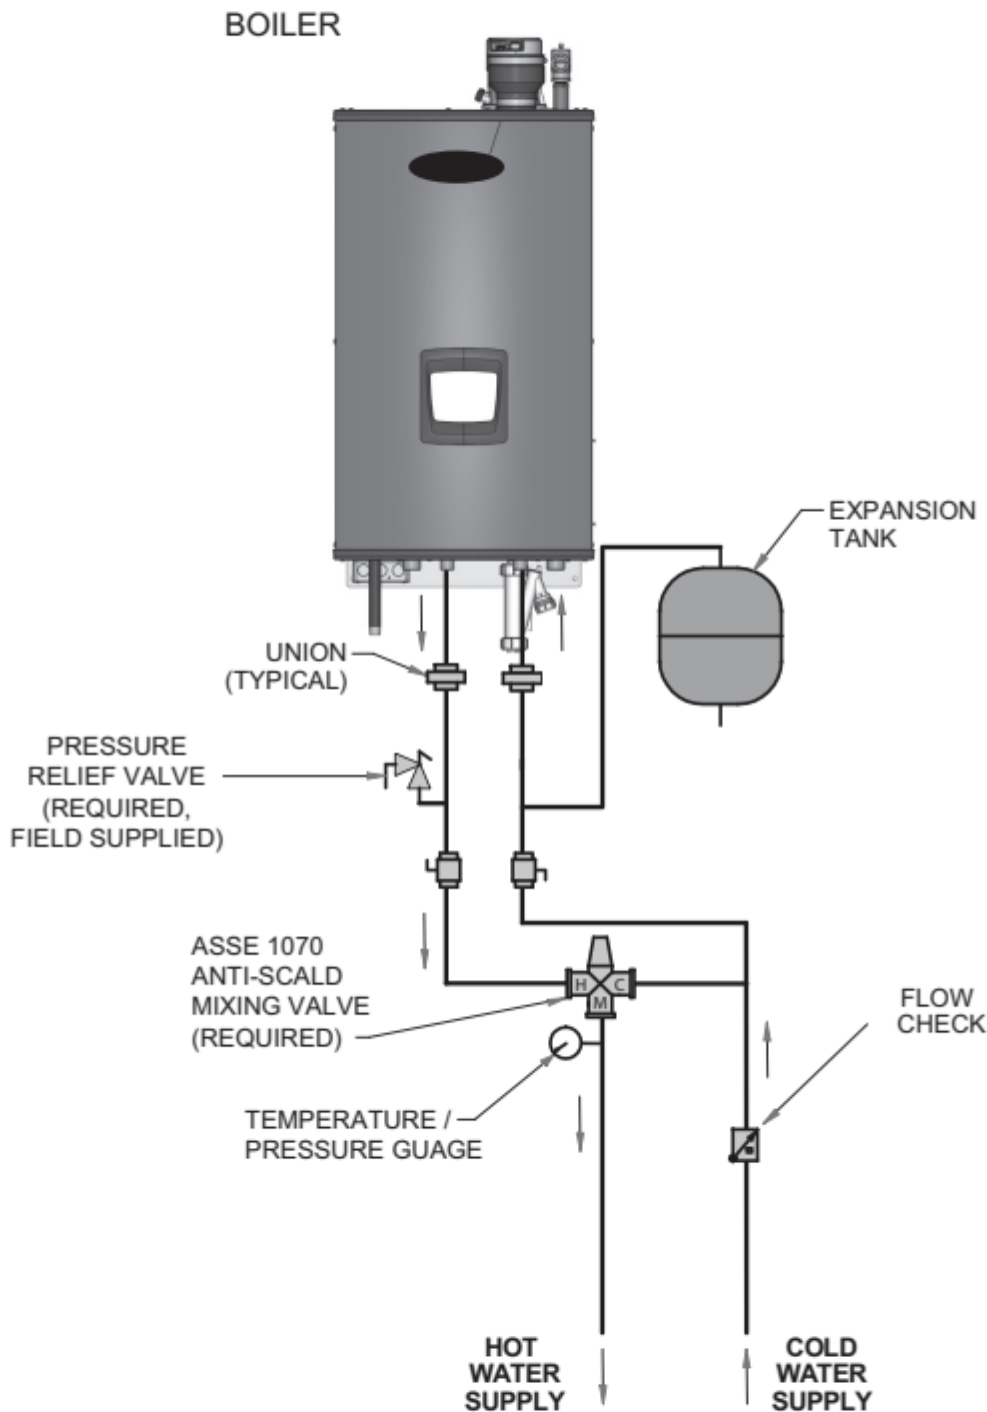 BOILER
EXPANSION
TANK
UNION
(TYPICAL)
PRESSURE
RELIEF VALVE
(REQUIRED,
FIELD SUPPLIED)
ASSE 1070
ANTI-SCALD
MIXING VALVE
(REQUIRED)
H
C
M
FLOW
CHECK
TEMPERATURE /
PRESSURE GUAGE
HOT
WATER
SUPPLY
COLD
WATER
SUPPLY